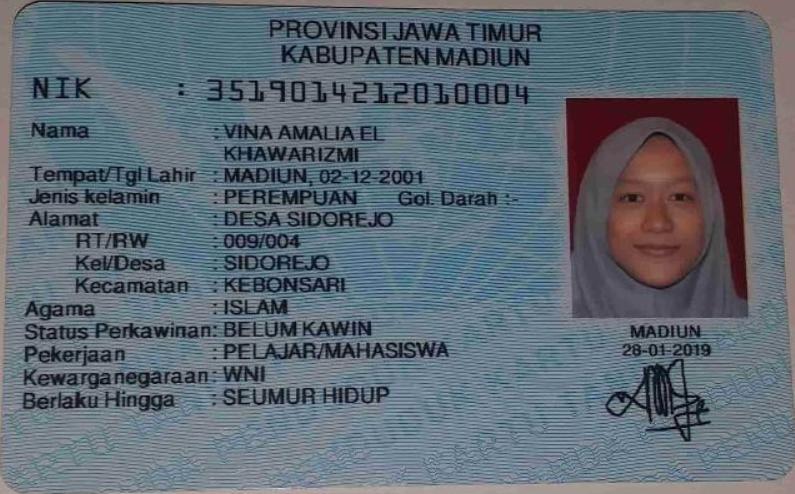 PROVINSI JAWA TIMUR
KABUPATEN MADIUN
NIK : 3519014212010004
Nama : VINA AMALIA EL
KHAWARIZMI
Tempat/Tgl Lahir : MADIUN, 02-12-2001
Jenis kelamin : PEREMPUAN Gol. Darah :-
Alamat : DESA SIDOREJO
RT/RW : 009/004
Kel/Desa : SIDOREJO
Kecamatan : KEBONSARI
Agama : ISLAM
Status Perkawinan: BELUM KAWIN
Pekerjaan : PELAJAR/MAHASISWA
Kewarganegaraan: WNI
Berlaku Hingga : SEUMUR HIDUP
MADIUN
28-01-2019